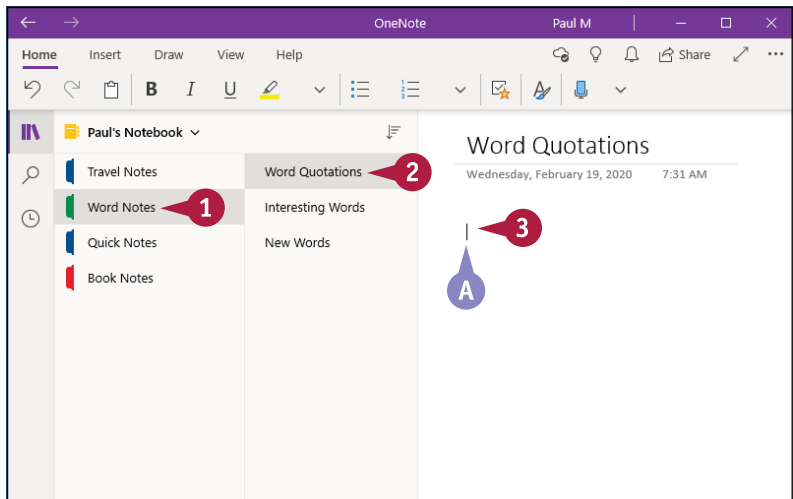 OneNote
Paul M
Home Insert Draw View Help Share
B I U
Paul's Notebook
Travel Notes
Word Notes
Quick Notes
Book Notes
Word Quotations
Interesting Words
New Words
Word Quotations
Wednesday, February 19, 2020 7:31 AM
1
2
3
A